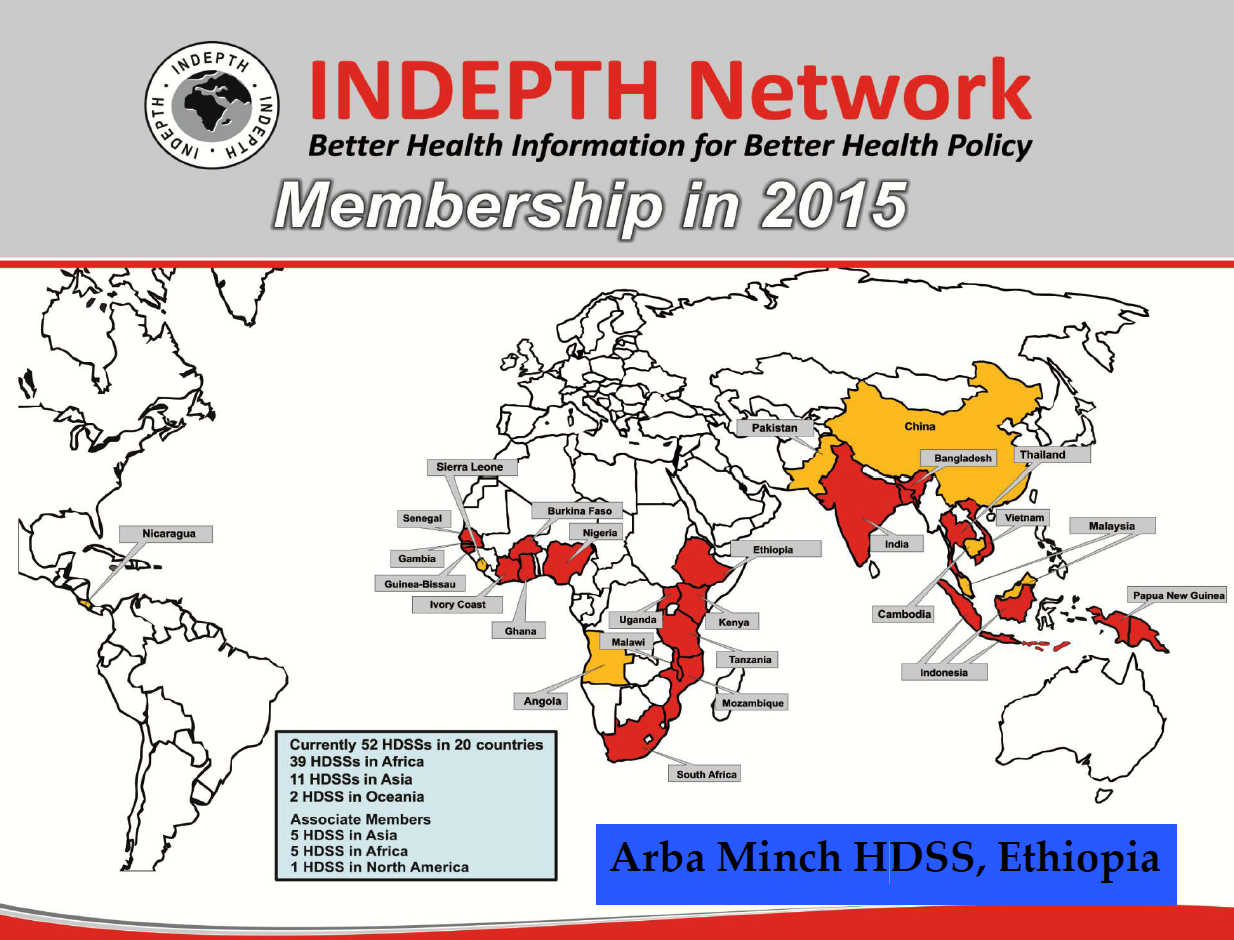 INDEPTH · INDEPTH · INDEPTH · INDEPTH ·
INDEPTH Network
Better Health Information for Better Health Policy
Membership in 2015
Pakistan
China
Bangladesh
Thailand
Sierra Leone
Senegal
Burkina Faso
Nigeria
Vietnam
Malaysia
Nicaragua
Ethiopia
India
Gambia
Guinea-Bissau
Ivory Coast
Papua New Guinea
Cambodia
Uganda
Kenya
Ghana
Malawi
Tanzania
Indonesia
Angola
Mozambique
South Africa
Currently 52 HDSSs in 20 countries
39 HDSSs in Africa
11 HDSSs in Asia
2 HDSS in Oceania
Associate Members
5 HDSS in Asia
5 HDSS in Africa
1 HDSS in North America
Arba Minch HDSS, Ethiopia